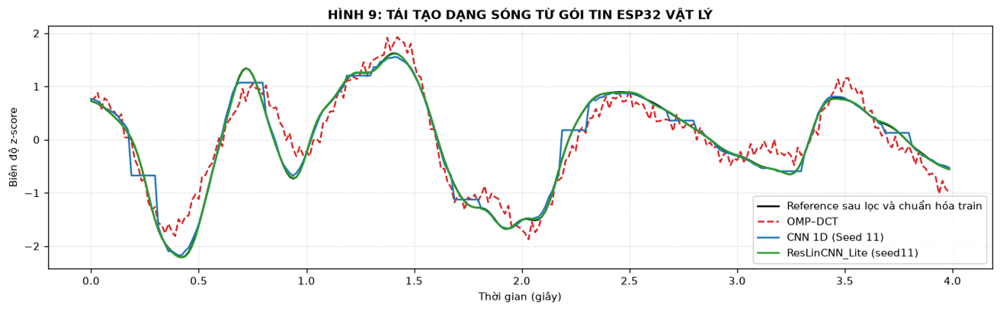 HÌNH 9: TÁI TẠO DẠNG SÓNG TỪ GÓI TIN ESP32 VẬT LÝ
Biên độ z-score
2
1
0
−1
−2
Reference sau lọc và chuẩn hóa train
OMP–DCT
CNN 1D (Seed 11)
ResLinCNN_Lite (seed11)
0.0 0.5 1.0 1.5 2.0 2.5 3.0 3.5 4.0
Thời gian (giây)